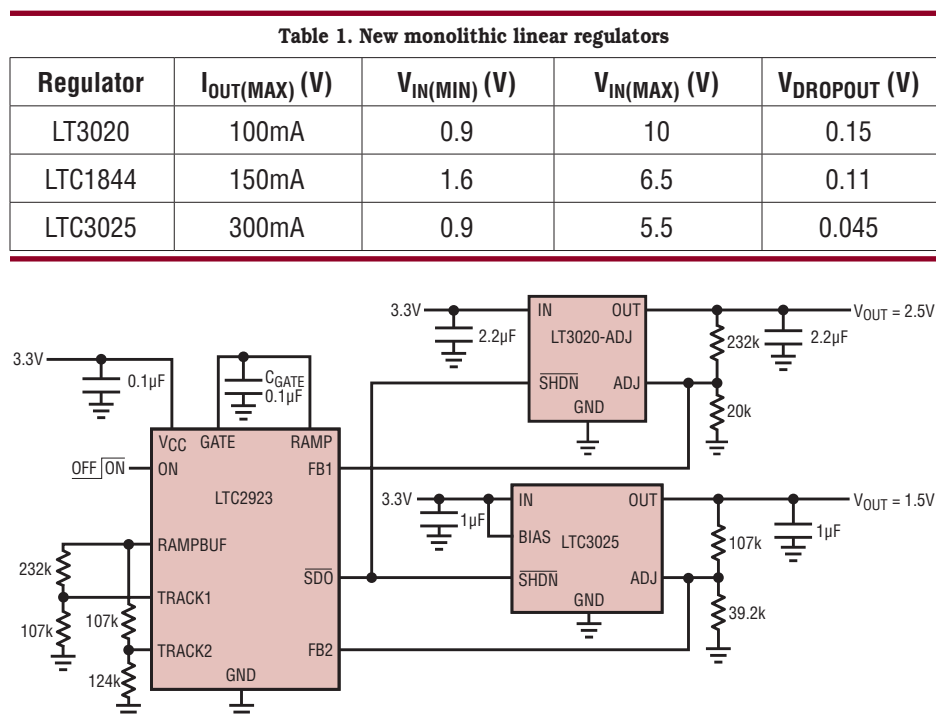 Table 1. New monolithic linear regulators
Regulator IOUT(MAX) (V) VIN(MIN) (V) VIN(MAX) (V) VDROPOUT (V)
LT3020 100mA 0.9 10 0.15
LTC1844 150mA 1.6 6.5 0.11
LTC3025 300mA 0.9 5.5 0.045
3.3V
2.2µF
IN OUT
LT3020-ADJ
SHDN ADJ
GND
232k
20k
2.2µF
VOUT = 2.5V
3.3V
0.1µF
CGATE
0.1µF
VCC GATE RAMP
OFF ON
ON FB1
LTC2923
RAMPBUF
SDO
TRACK1
TRACK2 FB2
GND
232k
107k
107k
124k
3.3V
1µF
IN OUT
BIAS LTC3025
SHDN ADJ
GND
107k
39.2k
1µF
VOUT = 1.5V